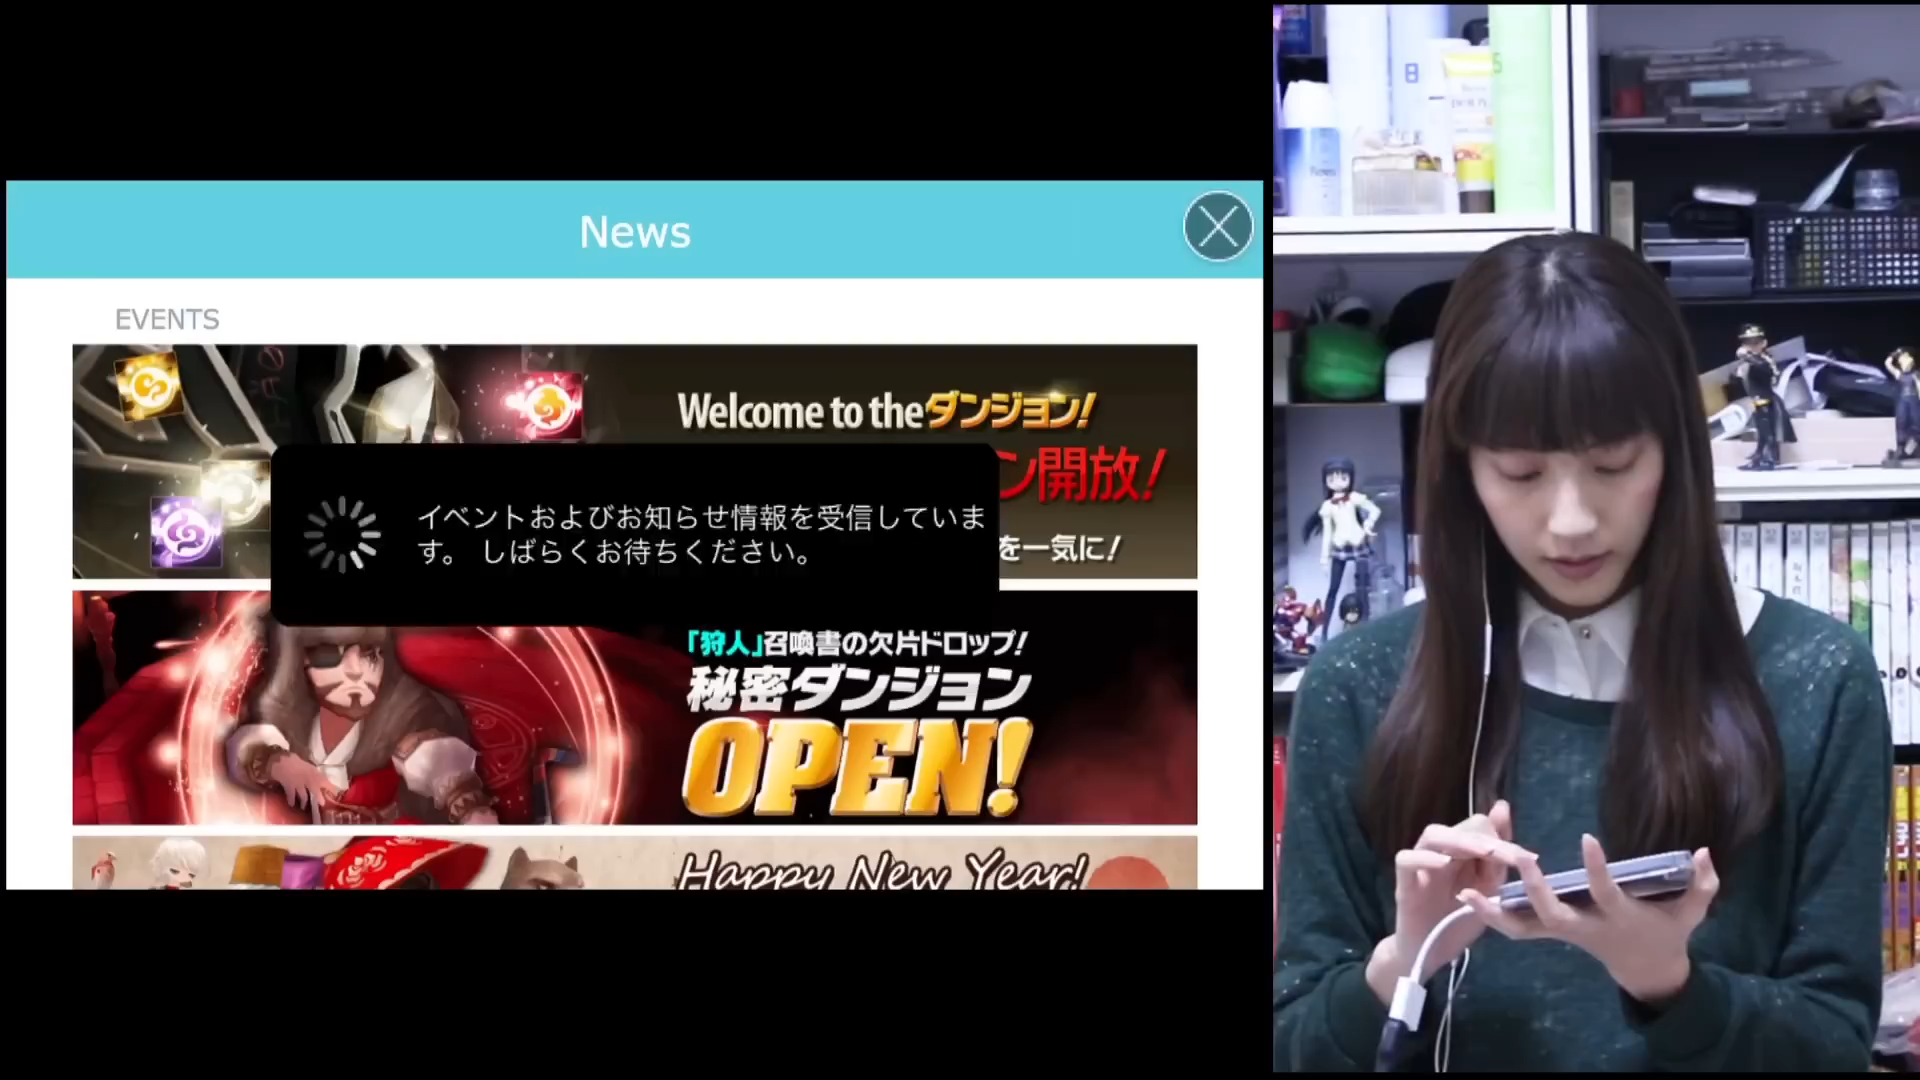 News
EVENTS
Welcome to theダンジョン!
ン開放!
イベントおよびお知らせ情報を受信していま
す。 しばらくお待ちください。
を一気に!
「狩人」召喚書の欠片ドロップ!
秘密ダンジョン
OPEN!
Happy New Year!